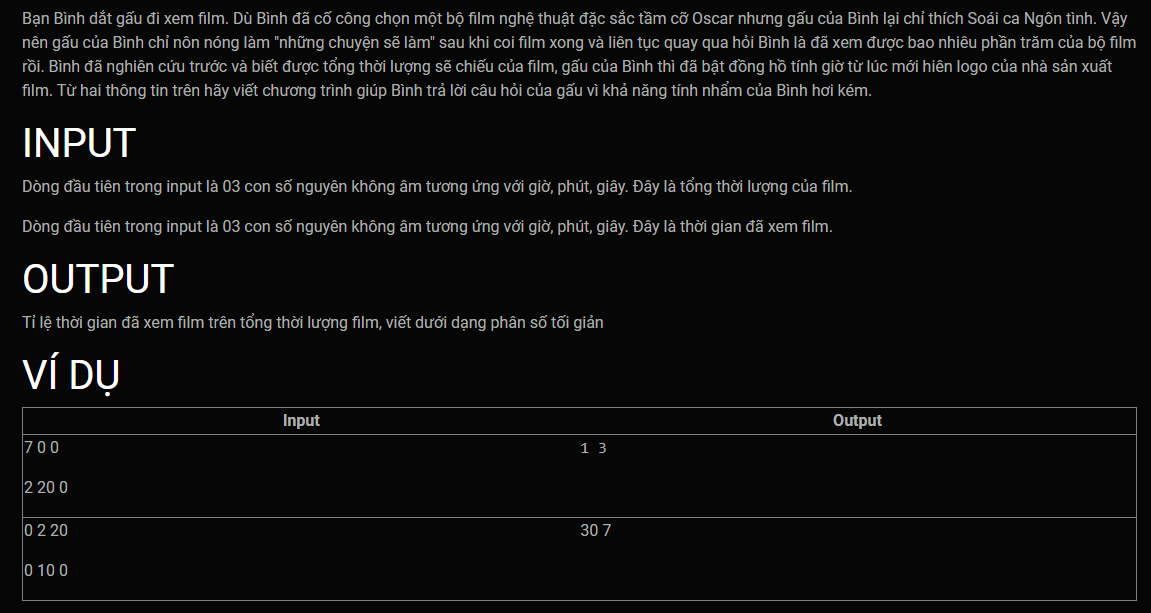 Bạn Bình dắt gấu đi xem film. Dù Bình đã cố công chọn một bộ film nghệ thuật đặc sắc tầm cỡ Oscar nhưng gấu của Bình lại chỉ thích Soái ca Ngôn tình. Vậy
nên gấu của Bình chỉ nôn nóng làm "những chuyện sẽ làm" sau khi coi film xong và liên tục quay qua hỏi Bình là đã xem được bao nhiêu phần trăm của bộ film
rồi. Bình đã nghiên cứu trước và biết được tổng thời lượng sẽ chiếu của film, gấu của Bình thì đã bật đồng hồ tính giờ từ lúc mới hiên logo của nhà sản xuất
film. Từ hai thông tin trên hãy viết chương trình giúp Bình trả lời câu hỏi của gấu vì khả năng tính nhẩm của Bình hơi kém.
INPUT
Dòng đầu tiên trong input là 03 con số nguyên không âm tương ứng với giờ, phút, giây. Đây là tổng thời lượng của film.
Dòng đầu tiên trong input là 03 con số nguyên không âm tương ứng với giờ, phút, giây. Đây là thời gian đã xem film.
OUTPUT
Tỉ lệ thời gian đã xem film trên tổng thời lượng film, viết dưới dạng phân số tối giản
VÍ DỤ
Input Output
7 0 0 1 3
2 20 0
0 2 20 30 7
0 10 0